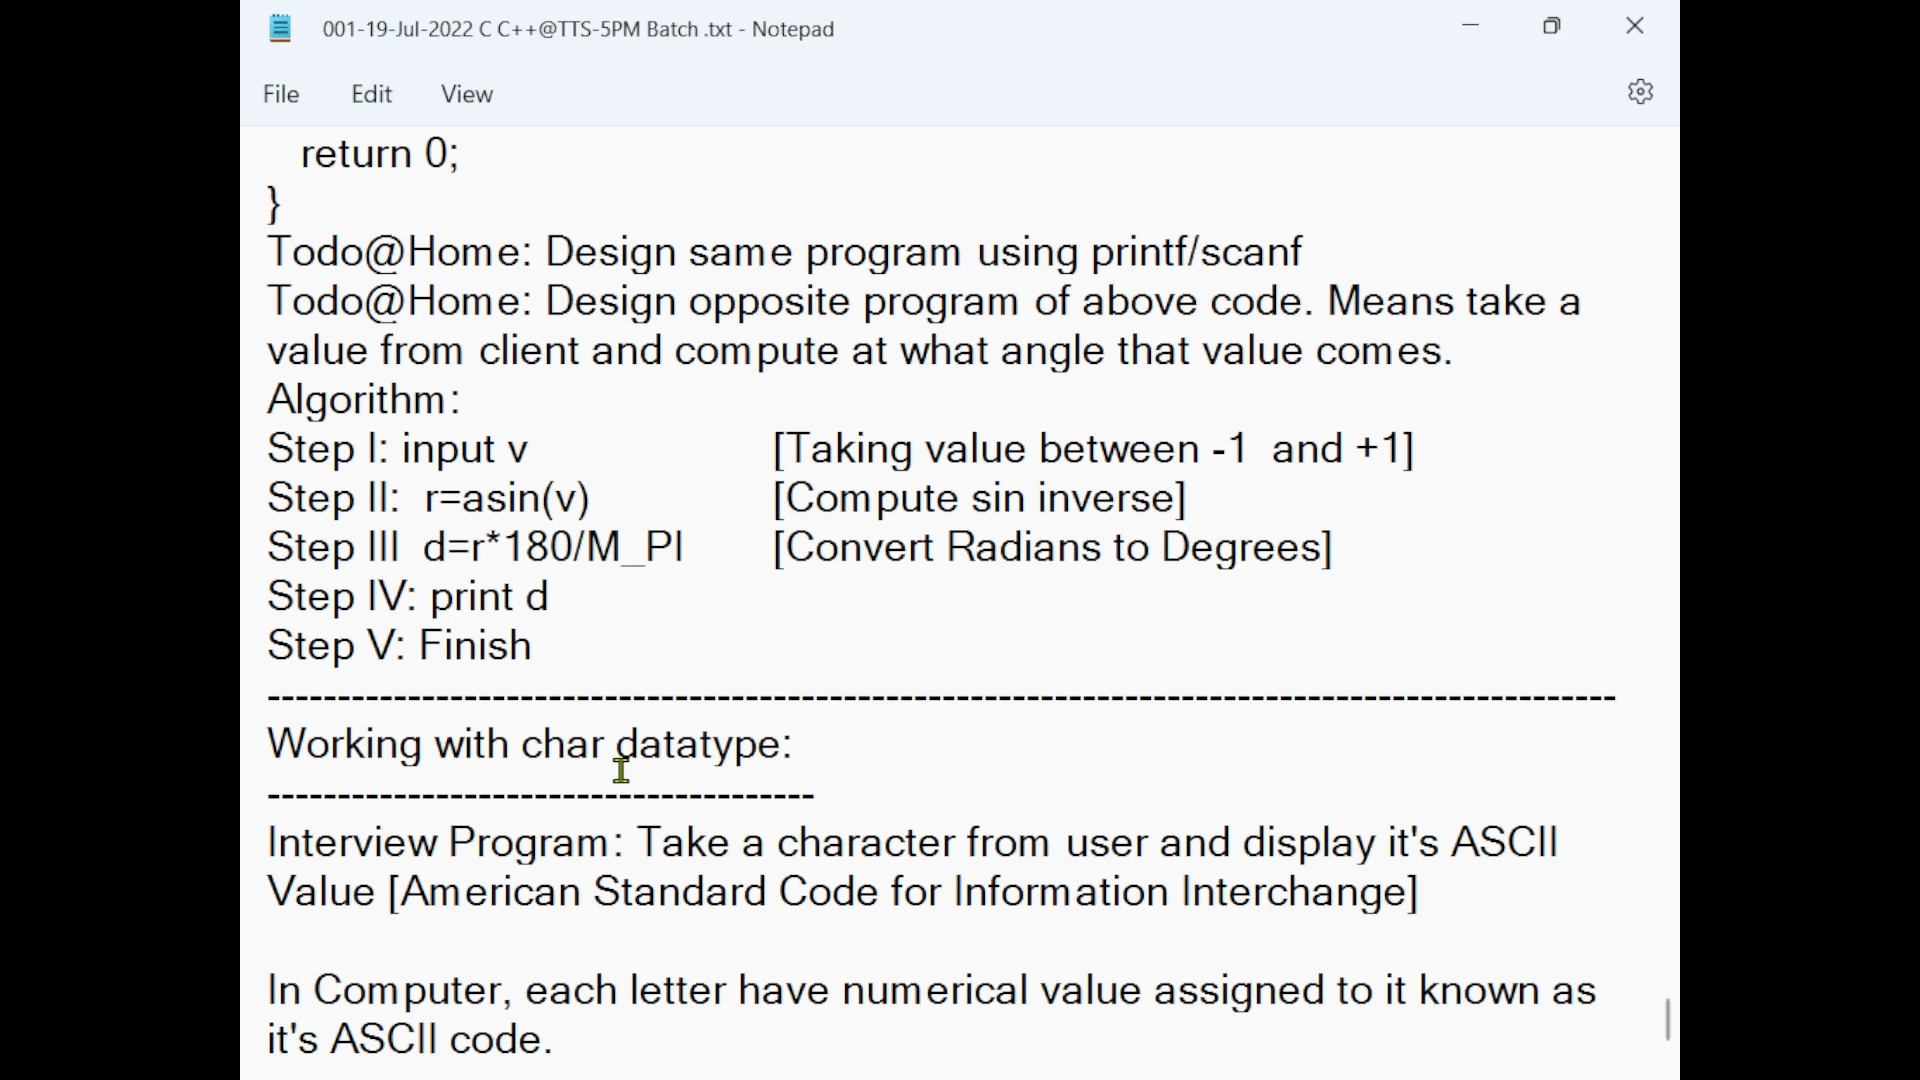 001-19-Jul-2022 C C++@TTS-5PM Batch .txt - Notepad
File Edit View
return 0;
}
Todo@Home: Design same program using printf/scanf
Todo@Home: Design opposite program of above code. Means take a
value from client and compute at what angle that value comes.
Algorithm:
Step I: input v [Taking value between -1 and +1]
Step II: r=asin(v) [Compute sin inverse]
Step III d=r*180/M_PI [Convert Radians to Degrees]
Step IV: print d
Step V: Finish
------------------------------------------------------------------------------------------------
Working with char datatype:
---------------------------------------
Interview Program: Take a character from user and display it's ASCII
Value [American Standard Code for Information Interchange]
In Computer, each letter have numerical value assigned to it known as
it's ASCII code.